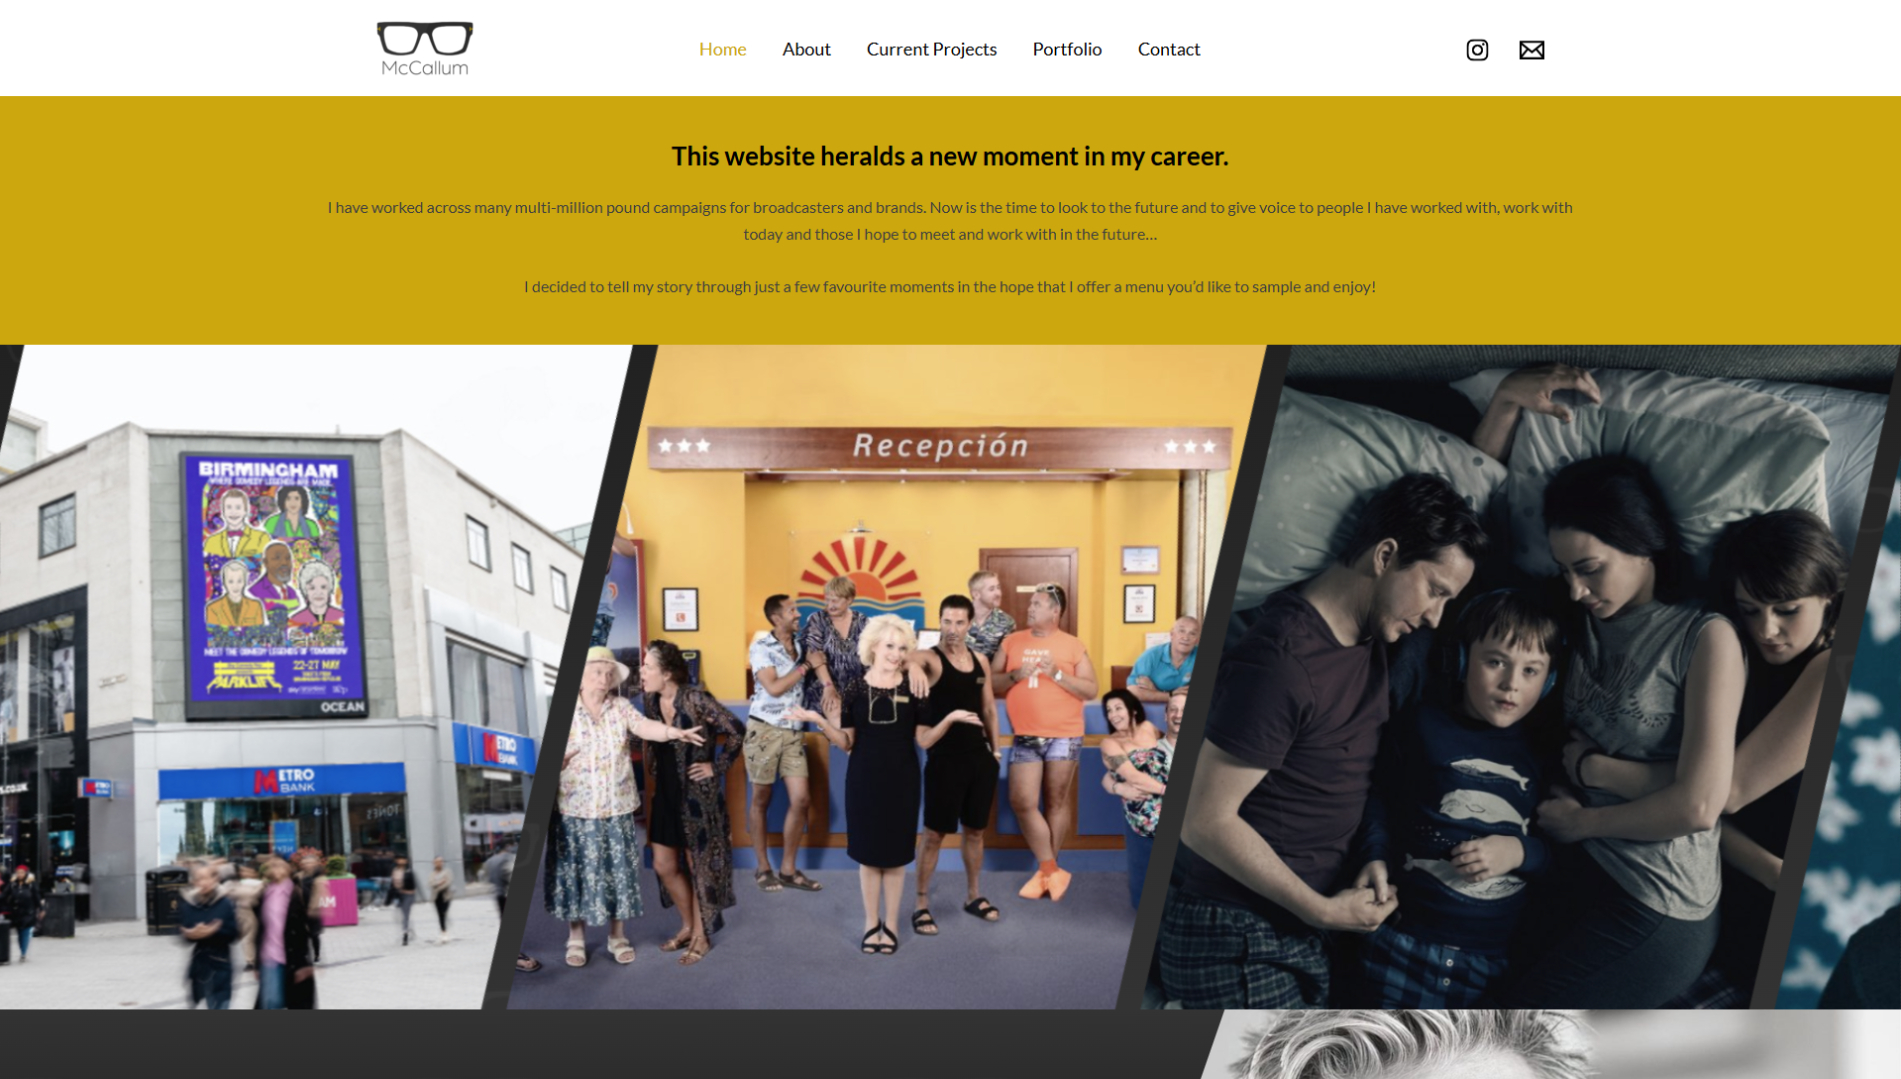 McCallum
Home
About
Current Projects
Portfolio
Contact
This website heralds a new moment in my career.
I have worked across many multi-million pound campaigns for broadcasters and brands. Now is the time to look to the future and to give voice to people I have worked with, work with
today and those I hope to meet and work with in the future…
I decided to tell my story through just a few favourite moments in the hope that I offer a menu you’d like to sample and enjoy!
BIRMINGHAM
WHERE COMEDY LEGENDS ARE MADE.
MEET THE COMEDY LEGENDS OF TOMORROW
22-27 MAY
OCEAN
METRO
BANK
METRO
BANK
Recepción